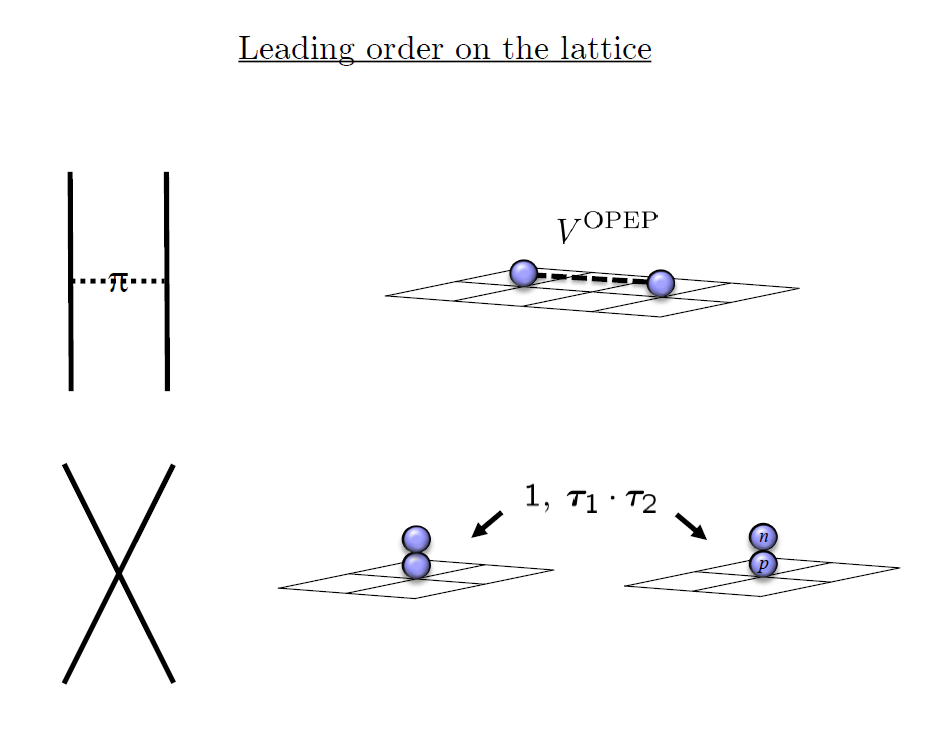 Leading order on the lattice
V^OPEP
π
1, τ₁ · τ₂
n
p